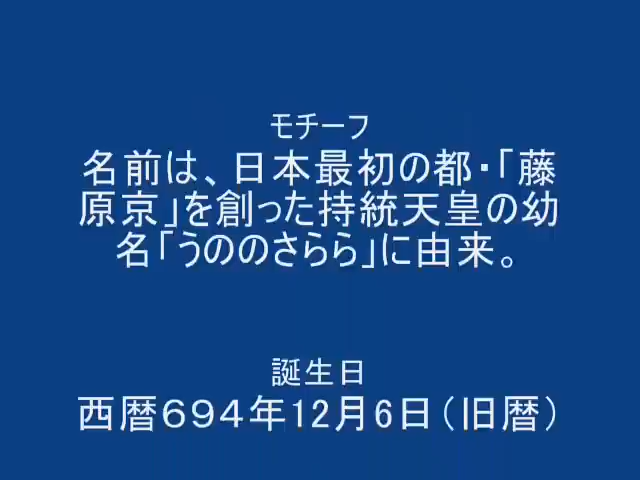 モチーフ
名前は、日本最初の都・「藤
原京」を創った持統天皇の幼
名「うののさらら」に由来。
誕生日
西暦６９４年12月6日（旧暦）